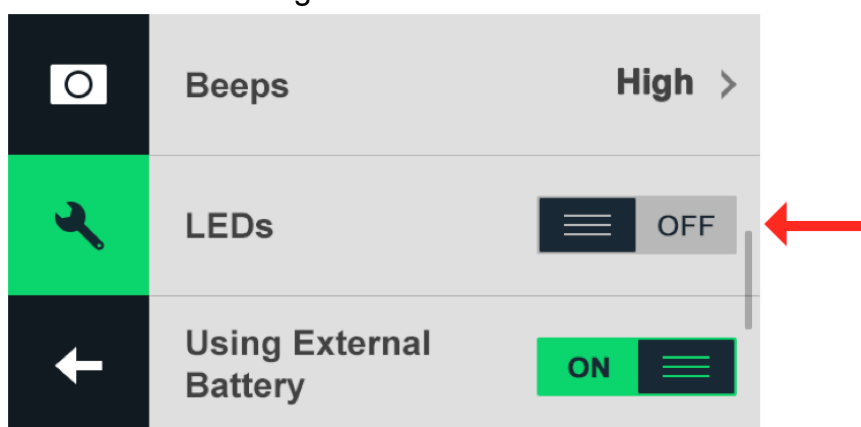 Beeps High >
LEDs OFF
Using External
Battery
ON